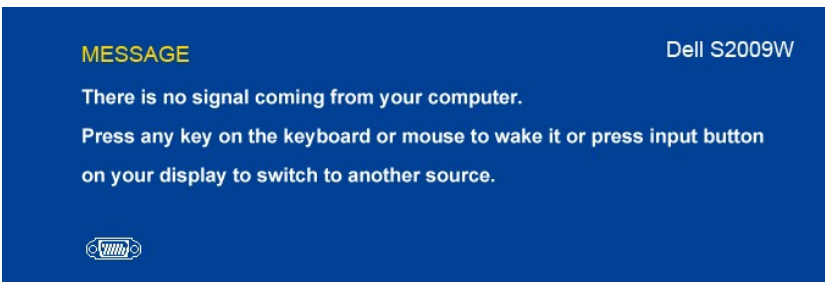 MESSAGE
Dell S2009W
There is no signal coming from your computer.
Press any key on the keyboard or mouse to wake it or press input button
on your display to switch to another source.